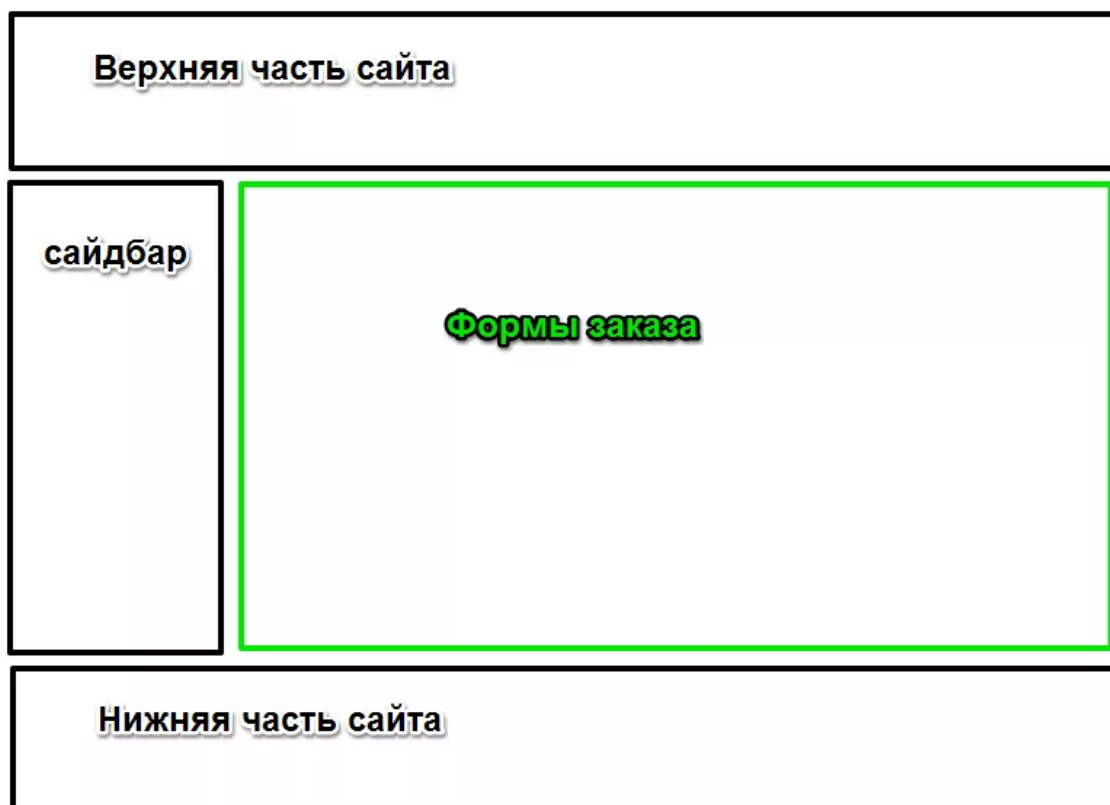 Верхняя часть сайта
сайдбар
Формы заказа
Нижняя часть сайта